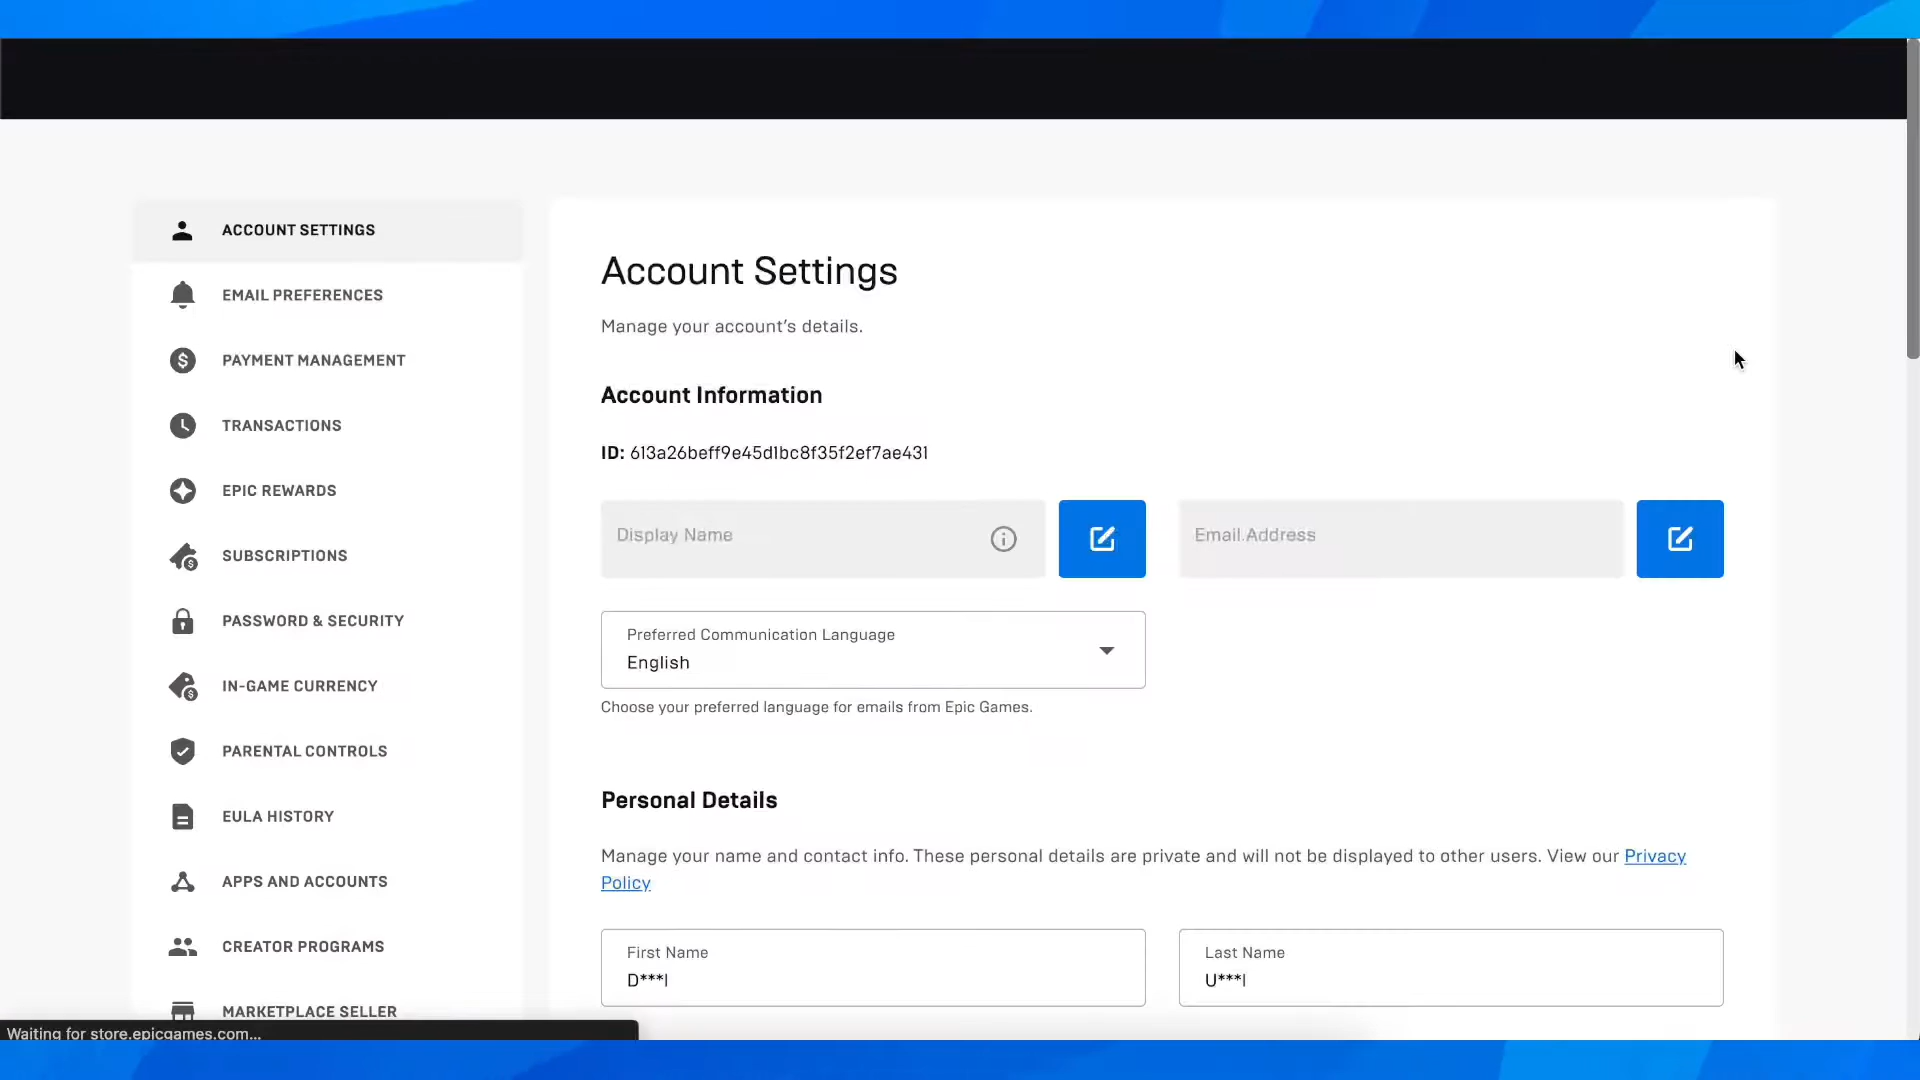 ACCOUNT SETTINGS
EMAIL PREFERENCES
PAYMENT MANAGEMENT
TRANSACTIONS
EPIC REWARDS
SUBSCRIPTIONS
PASSWORD & SECURITY
IN-GAME CURRENCY
PARENTAL CONTROLS
EULA HISTORY
APPS AND ACCOUNTS
CREATOR PROGRAMS
MARKETPLACE SELLER
Account Settings
Manage your account's details.
Account Information
ID: 613a26beff9e45d1bc8f35f2ef7ae431
Display Name
Email Address
Preferred Communication Language
English
Choose your preferred language for emails from Epic Games.
Personal Details
Manage your name and contact info. These personal details are private and will not be displayed to other users. View our Privacy
Policy
First Name
D***l
Last Name
U***l
Waiting for store.epicgames.com...